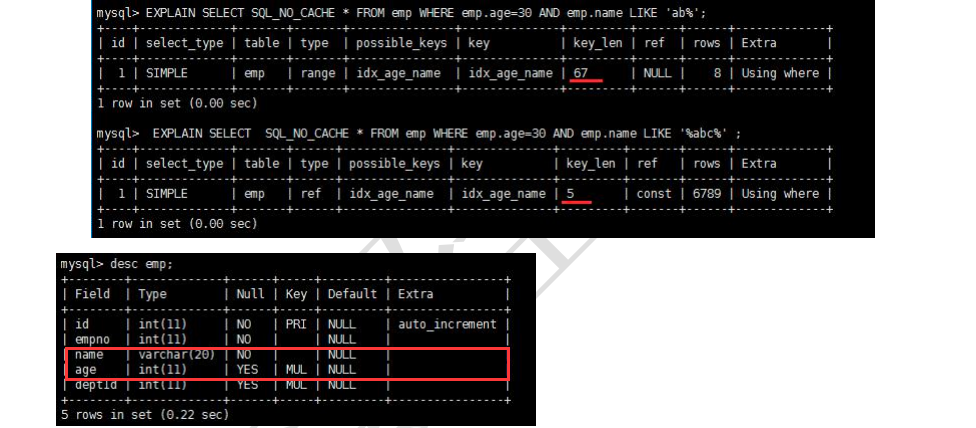 mysql> EXPLAIN SELECT SQL_NO_CACHE * FROM emp WHERE emp.age=30 AND emp.name LIKE 'ab%';
+----+-------------+-------+-------+---------------+--------------+---------+------+------+-------------+
| id | select_type | table | type | possible_keys | key | key_len | ref | rows | Extra |
+----+-------------+-------+-------+---------------+--------------+---------+------+------+-------------+
| 1 | SIMPLE | emp | range | idx_age_name | idx_age_name | 67 | NULL | 8 | Using where |
+----+-------------+-------+-------+---------------+--------------+---------+------+------+-------------+
1 row in set (0.00 sec)
mysql> EXPLAIN SELECT SQL_NO_CACHE * FROM emp WHERE emp.age=30 AND emp.name LIKE '%abc%' ;
+----+-------------+-------+------+---------------+--------------+---------+-------+------+-------------+
| id | select_type | table | type | possible_keys | key | key_len | ref | rows | Extra |
+----+-------------+-------+------+---------------+--------------+---------+-------+------+-------------+
| 1 | SIMPLE | emp | ref | idx_age_name | idx_age_name | 5 | const | 6789 | Using where |
+----+-------------+-------+------+---------------+--------------+---------+-------+------+-------------+
1 row in set (0.00 sec)
mysql> desc emp;
+--------+-------------+------+-----+---------+----------------+
| Field | Type | Null | Key | Default | Extra |
+--------+-------------+------+-----+---------+----------------+
| id | int(11) | NO | PRI | NULL | auto_increment |
| empno | int(11) | NO | | NULL | |
| name | varchar(20) | NO | | NULL | |
| age | int(11) | YES | MUL | NULL | |
| deptId | int(11) | YES | MUL | NULL | |
+--------+-------------+------+-----+---------+----------------+
5 rows in set (0.22 sec)